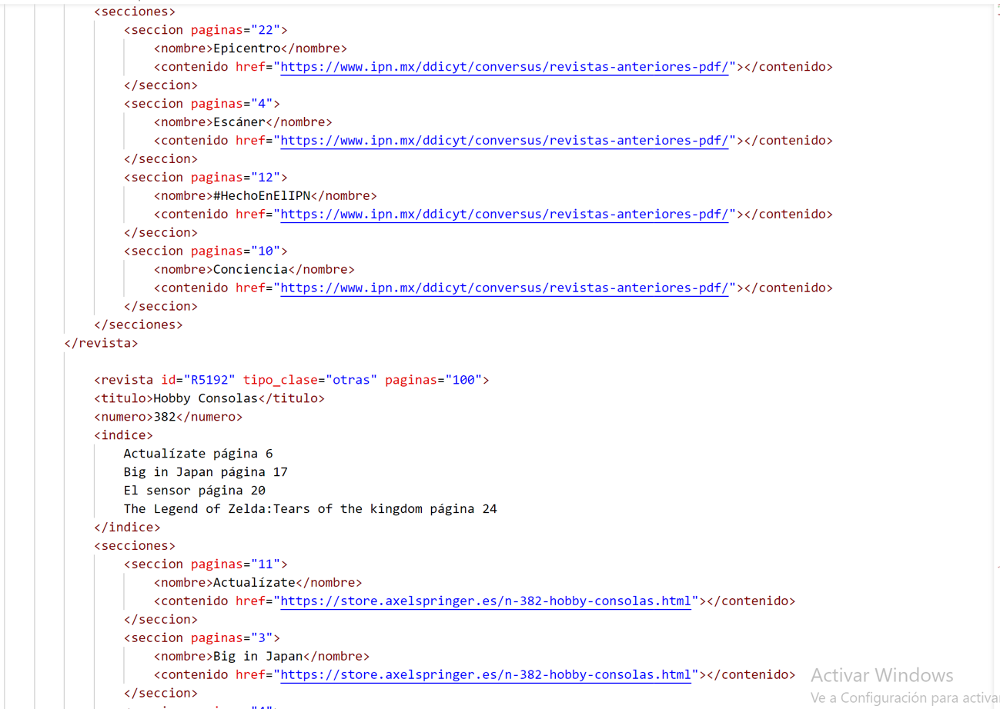 <secciones>
<seccion paginas="22">
<nombre>Epicentro</nombre>
<contenido href="https://www.ipn.mx/ddicyt/conversus/revistas-anteriores-pdf/"></contenido>
</seccion>
<seccion paginas="4">
<nombre>Escáner</nombre>
<contenido href="https://www.ipn.mx/ddicyt/conversus/revistas-anteriores-pdf/"></contenido>
</seccion>
<seccion paginas="12">
<nombre>#HechoEnElIPN</nombre>
<contenido href="https://www.ipn.mx/ddicyt/conversus/revistas-anteriores-pdf/"></contenido>
</seccion>
<seccion paginas="10">
<nombre>Conciencia</nombre>
<contenido href="https://www.ipn.mx/ddicyt/conversus/revistas-anteriores-pdf/"></contenido>
</seccion>
</secciones>
</revista>
<revista id="R5192" tipo_clase="otras" paginas="100">
<titulo>Hobby Consolas</titulo>
<numero>382</numero>
<indice>
Actualízate página 6
Big in Japan página 17
El sensor página 20
The Legend of Zelda:Tears of the kingdom página 24
</indice>
<secciones>
<seccion paginas="11">
<nombre>Actualízate</nombre>
<contenido href="https://store.axelspringer.es/n-382-hobby-consolas.html"></contenido>
</seccion>
<seccion paginas="3">
<nombre>Big in Japan</nombre>
<contenido href="https://store.axelspringer.es/n-382-hobby-consolas.html"></contenido>
</seccion>
Activar Windows
Ve a Configuración para activa